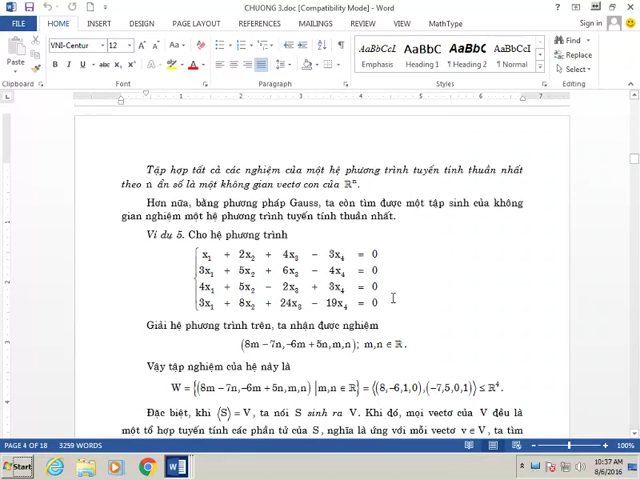 CHUONG 3.doc [Compatibility Mode] - Word
Sign in
FILE HOME INSERT DESIGN PAGE LAYOUT REFERENCES MAILINGS REVIEW VIEW MathType
VNI-Centur 12
Paste
B I U
AaBbCcL AaBbC AaBbC AaBbCcL
Emphasis Heading 1 ¶ Heading 2 ¶ Normal
Find
Replace
Select
Clipboard Font Paragraph Styles Editing
Tập hợp tất cả các nghiệm của một hệ phương trình tuyến tính thuần nhất
theo n ẩn số là một không gian vectơ con của ℝⁿ.
Hơn nữa, bằng phương pháp Gauss, ta còn tìm được một tập sinh của không
gian nghiệm một hệ phương trình tuyến tính thuần nhất.
Ví dụ 5. Cho hệ phương trình
x₁ + 2x₂ + 4x₃ − 3x₄ = 0
3x₁ + 5x₂ + 6x₃ − 4x₄ = 0
4x₁ + 5x₂ − 2x₃ + 3x₄ = 0
3x₁ + 8x₂ + 24x₃ − 19x₄ = 0
Giải hệ phương trình trên, ta nhận được nghiệm
(8m − 7n, −6m + 5n, m, n); m, n ∈ ℝ.
Vậy tập nghiệm của hệ này là
W = {(8m − 7n, −6m + 5n, m, n) | m, n ∈ ℝ} = ⟨(8, −6, 1, 0), (−7, 5, 0, 1)⟩ ≤ ℝ⁴.
Đặc biệt, khi ⟨S⟩ = V, ta nói S sinh ra V. Khi đó, mọi vectơ của V đều là
một tổ hợp tuyến tính các phần tử của S, nghĩa là ứng với mỗi vectơ v ∈ V, ta tìm
PAGE 4 OF 18 3259 WORDS 100%
Start
10:37 AM
8/6/2016